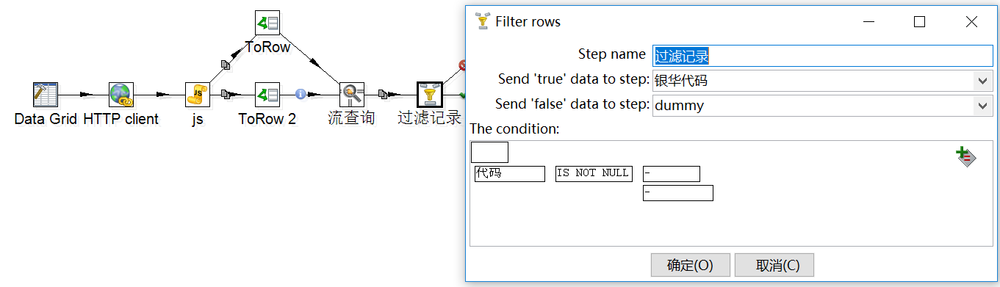 ToRow
Data Grid
HTTP client
JS
js
ToRow 2
流查询
过滤记录
Filter rows
Step name 过滤记录
Send 'true' data to step: 银华代码
Send 'false' data to step: dummy
The condition:
代码 IS NOT NULL -
-
确定(O) 取消(C)